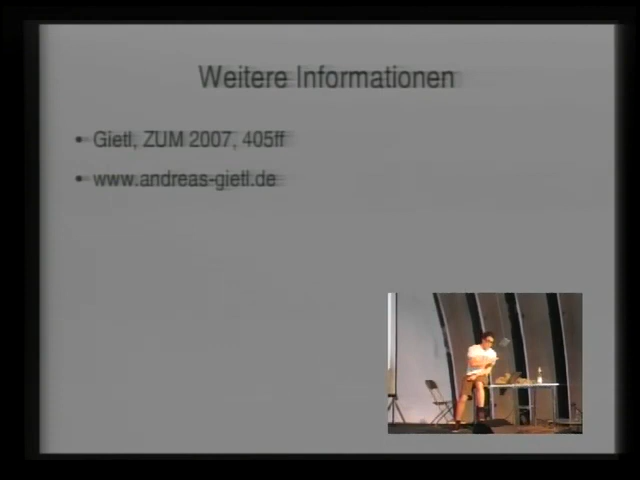 Weitere Informationen
• Gietl, ZUM 2007, 405ff
• www.andreas-gietl.de